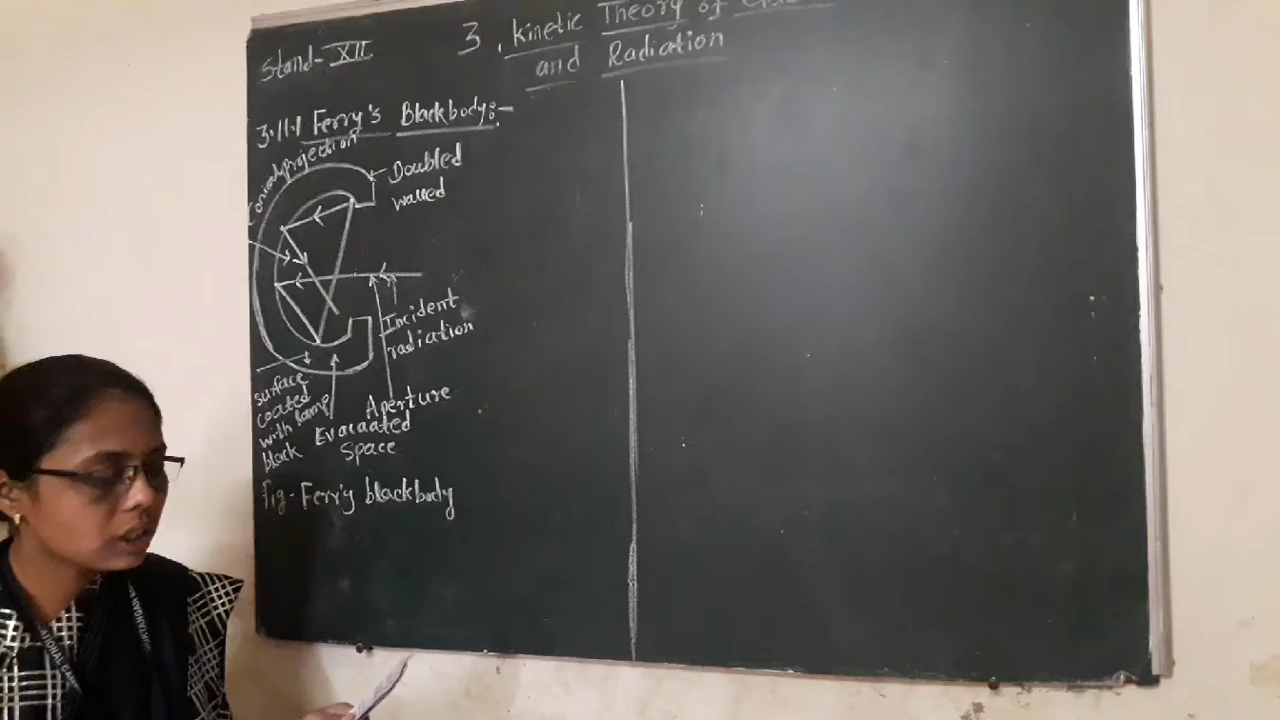 Stand- XII
3. kinetic Theory of
and Radiation
3.11.1 Ferry's Blackbody:-
Conical projection
Doubled
walled
Incident
radiation
Aperture
Surface
coated
with lamp
black
Evacuated
Space
Fig- Ferr'y blackbody